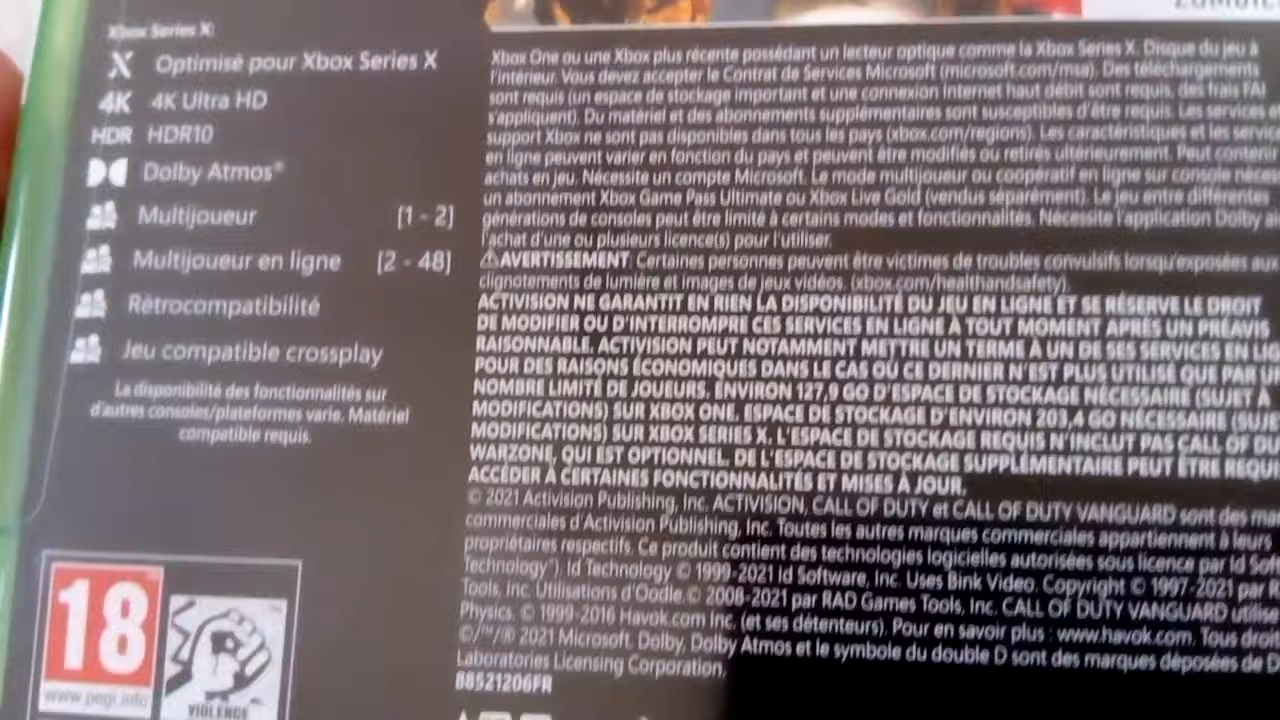 Xbox Series X
Optimisé pour Xbox Series X
4K 4K Ultra HD
HDR HDR10
Dolby Atmos®
Multijoueur [1 - 2]
Multijoueur en ligne [2 - 48]
Rétrocompatibilité
Jeu compatible crossplay
La disponibilité des fonctionnalités sur
d'autres consoles/plateformes varie. Matériel
compatible requis.
18
www.pegi.info
VIOLENCE
Xbox One ou une Xbox plus récente possédant un lecteur optique comme la Xbox Series X. Disque du jeu à
l'intérieur. Vous devez accepter le Contrat de Services Microsoft (microsoft.com/msa). Des téléchargements
sont requis (un espace de stockage important et une connexion Internet haut débit sont requis, des frais FAI
s'appliquent). Du matériel et des abonnements supplémentaires sont susceptibles d'être requis. Les services
support Xbox ne sont pas disponibles dans tous les pays (xbox.com/regions). Les caractéristiques et les
en ligne peuvent varier en fonction du pays et peuvent être modifiés ou retirés ultérieurement. Peut contenir
achats en jeu. Nécessite un compte Microsoft. Le mode multijoueur ou coopératif en ligne sur console
un abonnement Xbox Game Pass Ultimate ou Xbox Live Gold (vendus séparément). Le jeu entre différentes
générations de consoles peut être limité à certains modes et fonctionnalités. Nécessite l'application Dolby
l'achat d'une ou plusieurs licence(s) pour l'utiliser.
⚠AVERTISSEMENT Certaines personnes peuvent être victimes de troubles convulsifs lorsqu'exposées
clignotements de lumière et images de jeux vidéos. (xbox.com/healthandsafety).
ACTIVISION NE GARANTIT EN RIEN LA DISPONIBILITÉ DU JEU EN LIGNE ET SE RÉSERVE LE DROIT
DE MODIFIER OU D'INTERROMPRE CES SERVICES EN LIGNE À TOUT MOMENT APRÈS UN PRÉAVIS
RAISONNABLE. ACTIVISION PEUT NOTAMMENT METTRE UN TERME À UN DE SES SERVICES EN
POUR DES RAISONS ÉCONOMIQUES DANS LE CAS OÙ CE DERNIER N'EST PLUS UTILISÉ QUE PAR
NOMBRE LIMITÉ DE JOUEURS. ENVIRON 127,9 GO D'ESPACE DE STOCKAGE NÉCESSAIRE (SUJET À
MODIFICATIONS) SUR XBOX ONE. ESPACE DE STOCKAGE D'ENVIRON 203,4 GO NÉCESSAIRE
MODIFICATIONS) SUR XBOX SERIES X. L'ESPACE DE STOCKAGE REQUIS N'INCLUT PAS CALL OF
WARZONE, QUI EST OPTIONNEL. DE L'ESPACE DE STOCKAGE SUPPLÉMENTAIRE PEUT ÊTRE
ACCÉDER À CERTAINES FONCTIONNALITÉS ET MISES À JOUR.
© 2021 Activision Publishing, Inc. ACTIVISION, CALL OF DUTY et CALL OF DUTY VANGUARD sont des
commerciales d'Activision Publishing, Inc. Toutes les autres marques commerciales appartiennent à leurs
propriétaires respectifs. Ce produit contient des technologies logicielles autorisées sous licence par Id
Technology"). Id Technology © 1999-2021 Id Software, Inc. Uses Bink Video. Copyright © 1997-2021 par
Tools, Inc. Utilisations d'Oodle.© 2008-2021 par RAD Games Tools, Inc. CALL OF DUTY VANGUARD utilise
Physics. © 1999-2016 Havok.com Inc. (et ses détenteurs). Pour en savoir plus : www.havok.com. Tous
©/™/® 2021 Microsoft. Dolby, Dolby Atmos et le symbole du double D sont des marques déposées de
Laboratories Licensing Corporation,
88521206FR